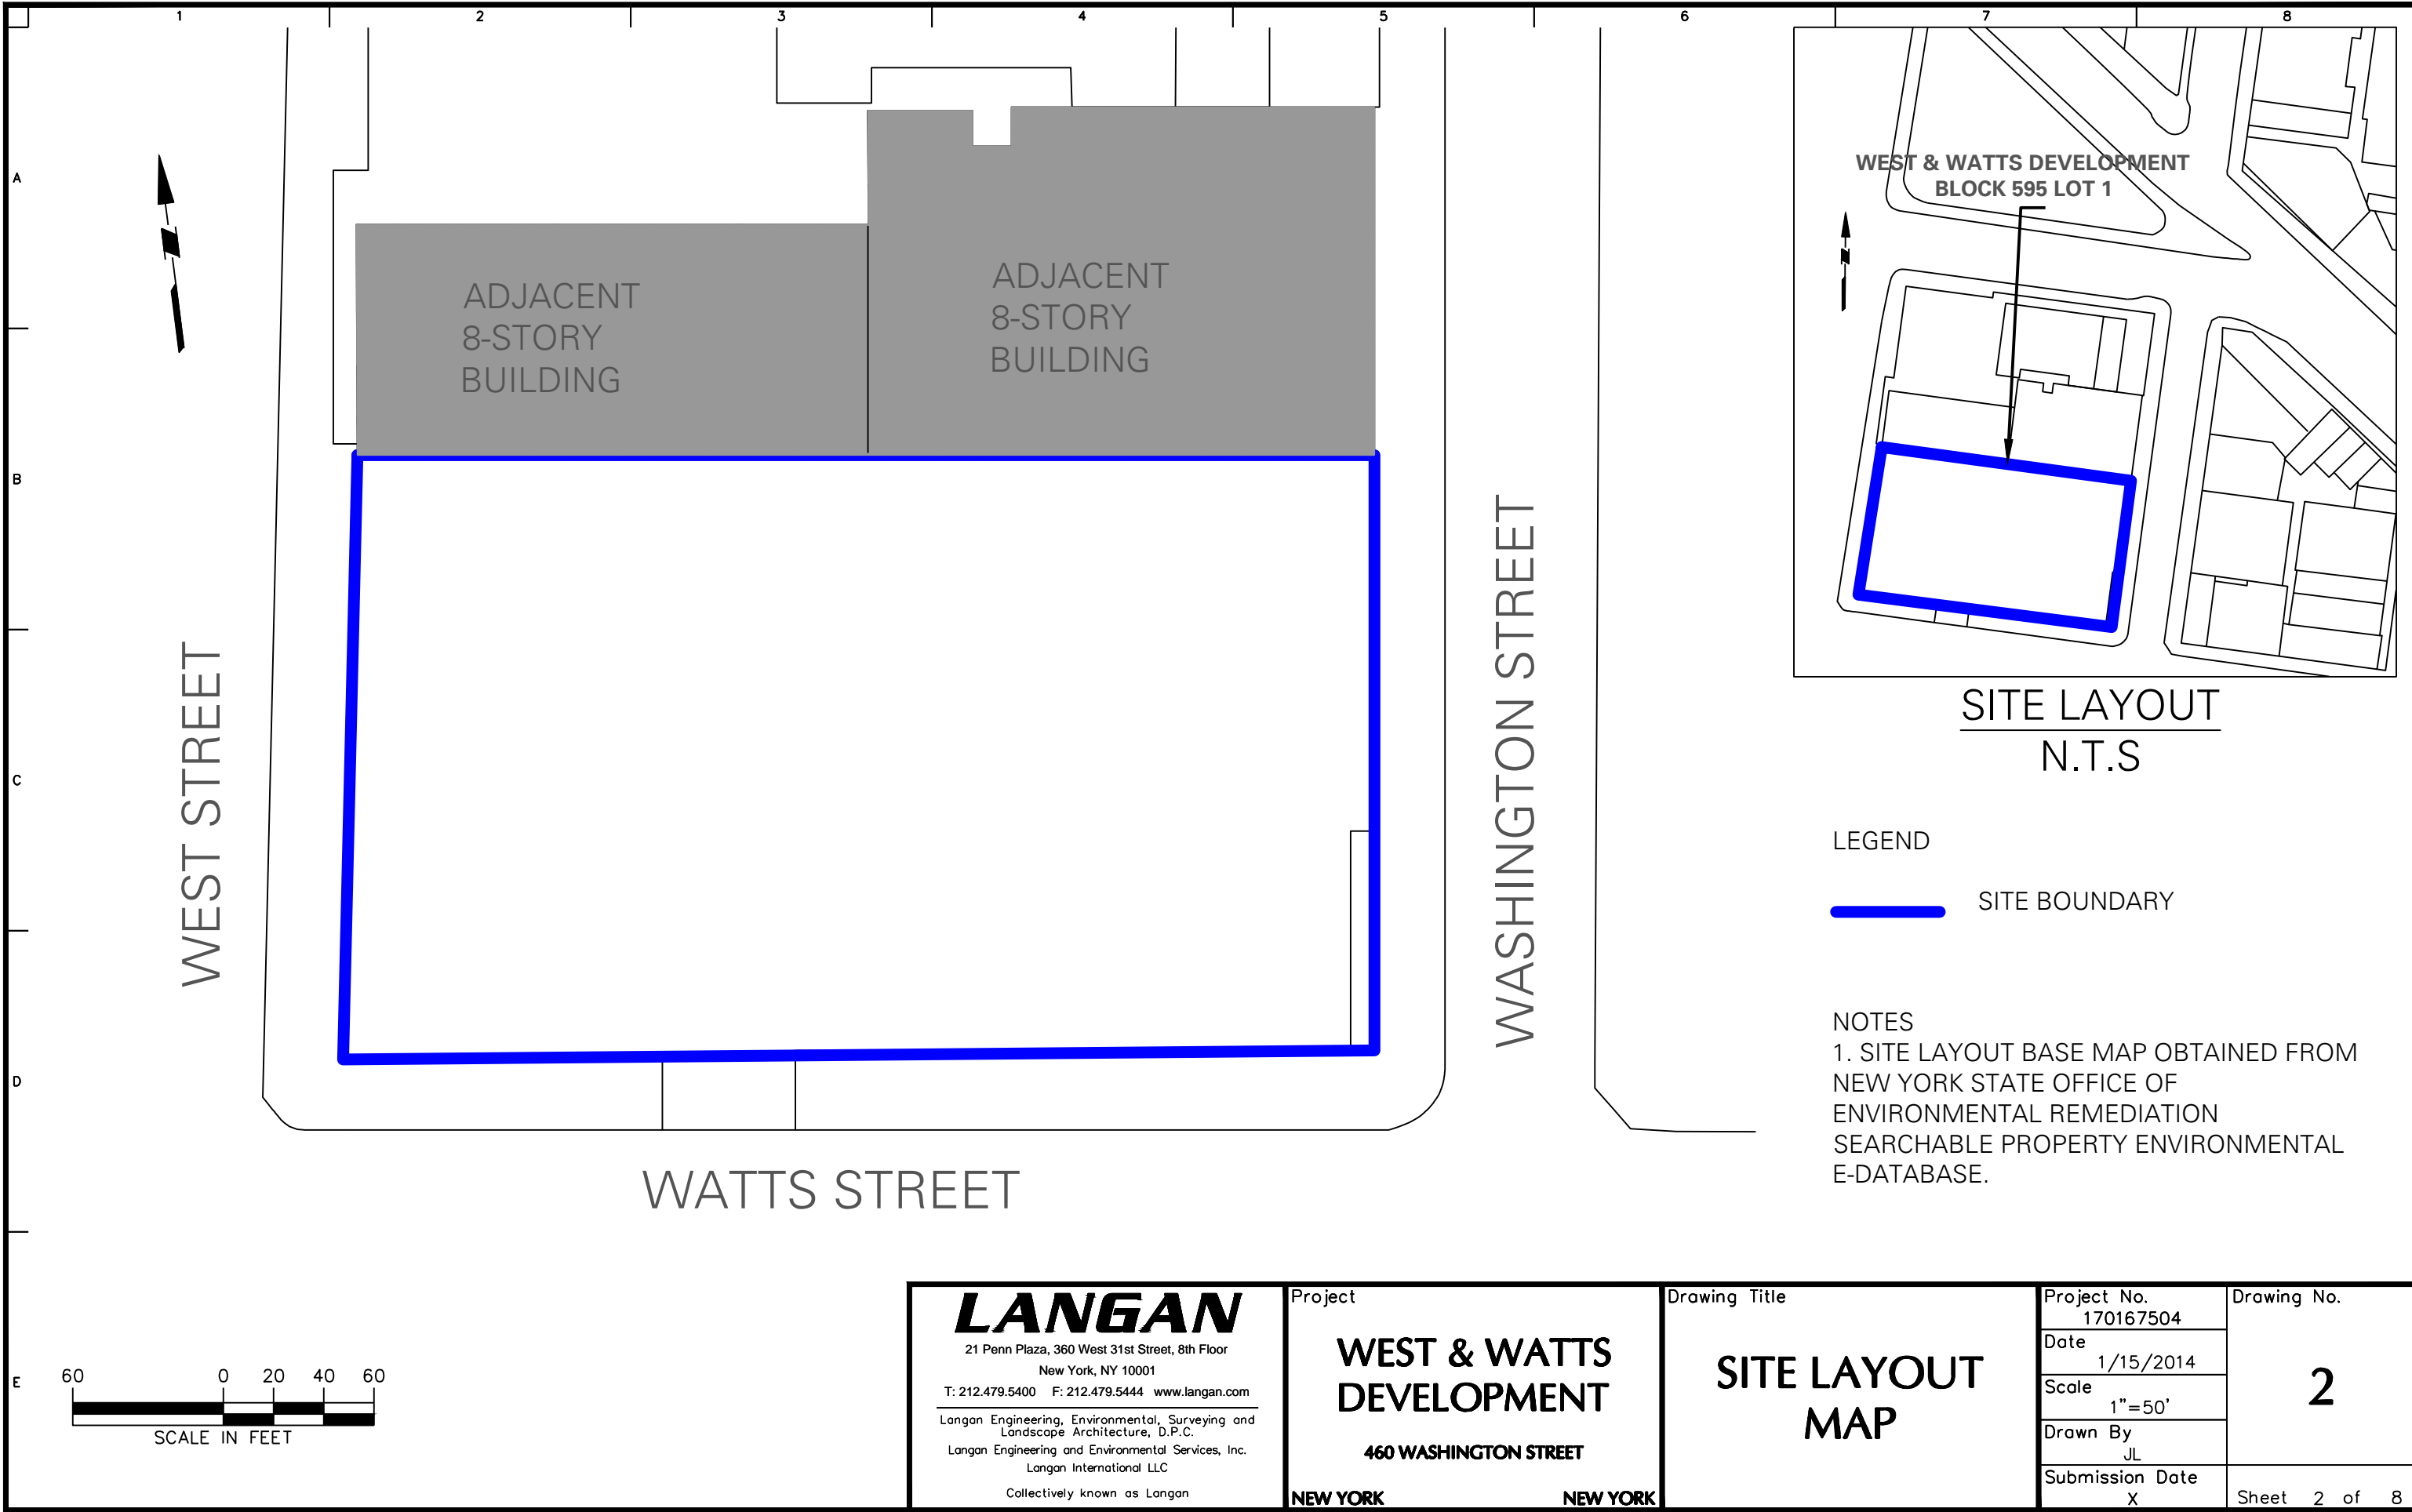 1 2 3 4 5 6 7 8
A
B
C
D
E
ADJACENT
8-STORY
BUILDING
ADJACENT
8-STORY
BUILDING
WEST STREET
WASHINGTON STREET
WATTS STREET
N
N
WEST & WATTS DEVELOPMENT
BLOCK 595 LOT 1
SITE LAYOUT
N.T.S
LEGEND
SITE BOUNDARY
NOTES
1. SITE LAYOUT BASE MAP OBTAINED FROM
NEW YORK STATE OFFICE OF
ENVIRONMENTAL REMEDIATION
SEARCHABLE PROPERTY ENVIRONMENTAL
E-DATABASE.
60 0 20 40 60
SCALE IN FEET
LANGAN
21 Penn Plaza, 360 West 31st Street, 8th Floor
New York, NY 10001
T: 212.479.5400 F: 212.479.5444 www.langan.com
Langan Engineering, Environmental, Surveying and
Landscape Architecture, D.P.C.
Langan Engineering and Environmental Services, Inc.
Langan International LLC
Collectively known as Langan
Project
WEST & WATTS
DEVELOPMENT
460 WASHINGTON STREET
NEW YORK NEW YORK
Drawing Title
SITE LAYOUT
MAP
Project No.
170167504
Date
1/15/2014
Scale
1"=50'
Drawn By
JL
Submission Date
X
Drawing No.
2
Sheet 2 of 8